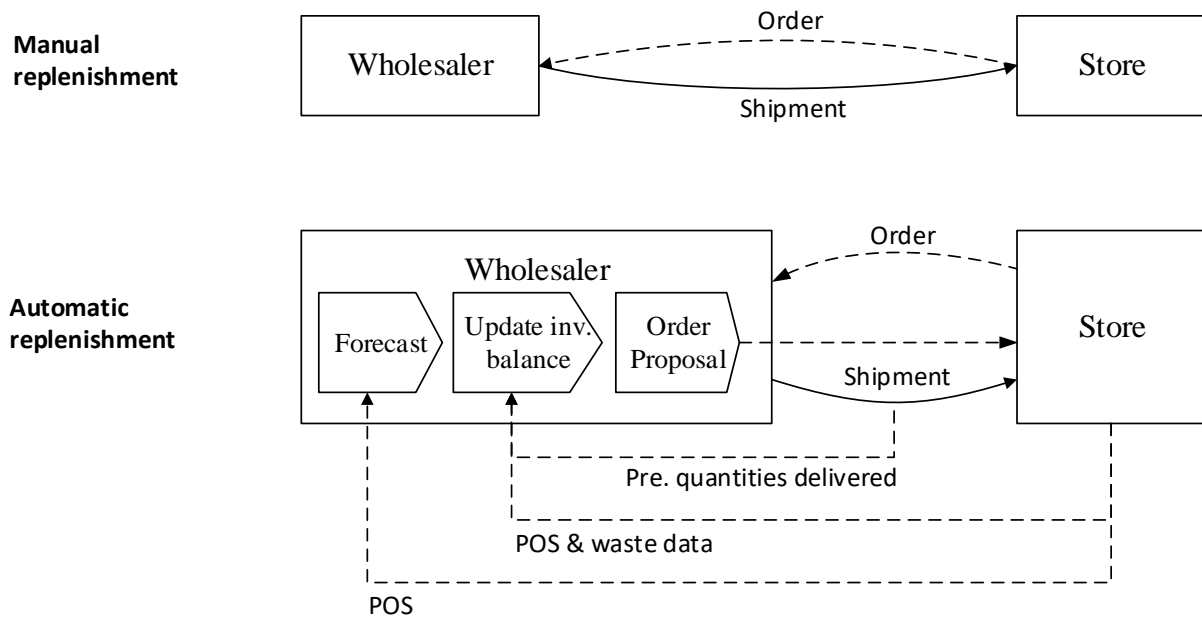 Manual
replenishment
Wholesaler
Order
Shipment
Store
Automatic
replenishment
Wholesaler
Forecast
Update inv.
balance
Order
Proposal
Order
Shipment
Store
Pre. quantities delivered
POS & waste data
POS